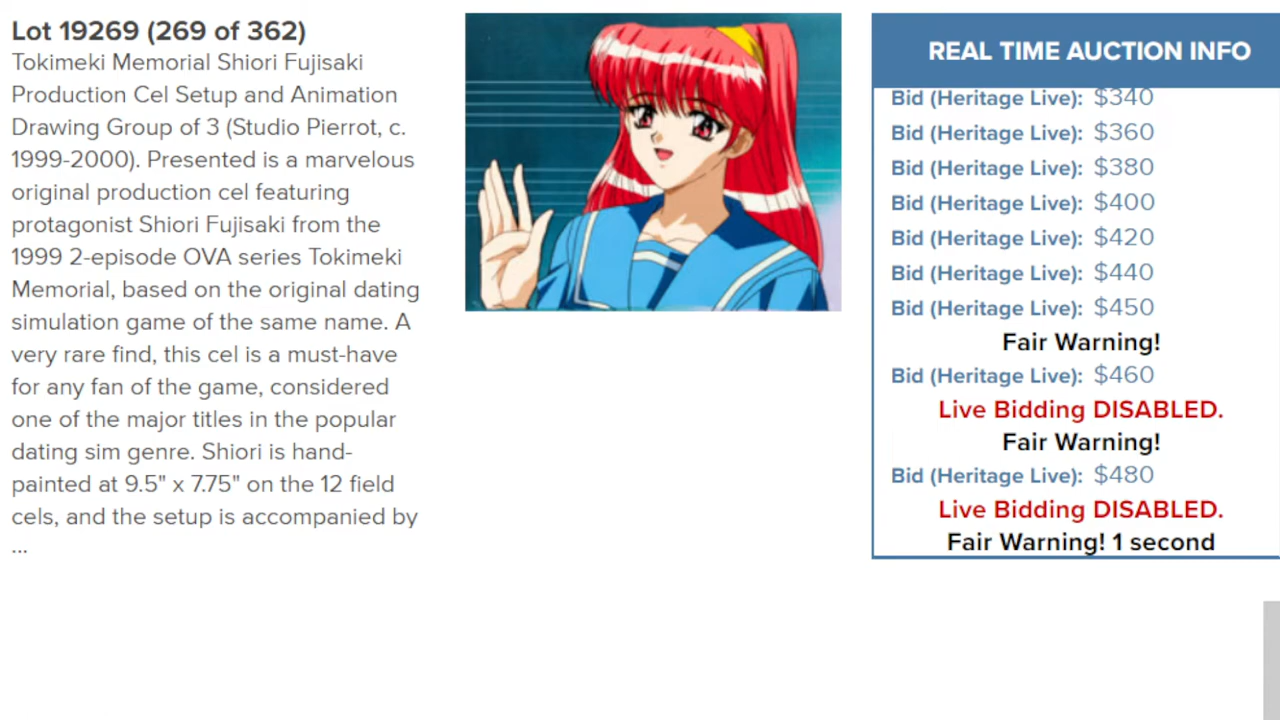 Lot 19269 (269 of 362)
Tokimeki Memorial Shiori Fujisaki
Production Cel Setup and Animation
Drawing Group of 3 (Studio Pierrot, c.
1999-2000). Presented is a marvelous
original production cel featuring
protagonist Shiori Fujisaki from the
1999 2-episode OVA series Tokimeki
Memorial, based on the original dating
simulation game of the same name. A
very rare find, this cel is a must-have
for any fan of the game, considered
one of the major titles in the popular
dating sim genre. Shiori is hand-
painted at 9.5" x 7.75" on the 12 field
cels, and the setup is accompanied by
...
REAL TIME AUCTION INFO
Bid (Heritage Live): $340
Bid (Heritage Live): $360
Bid (Heritage Live): $380
Bid (Heritage Live): $400
Bid (Heritage Live): $420
Bid (Heritage Live): $440
Bid (Heritage Live): $450
Fair Warning!
Bid (Heritage Live): $460
Live Bidding DISABLED.
Fair Warning!
Bid (Heritage Live): $480
Live Bidding DISABLED.
Fair Warning! 1 second